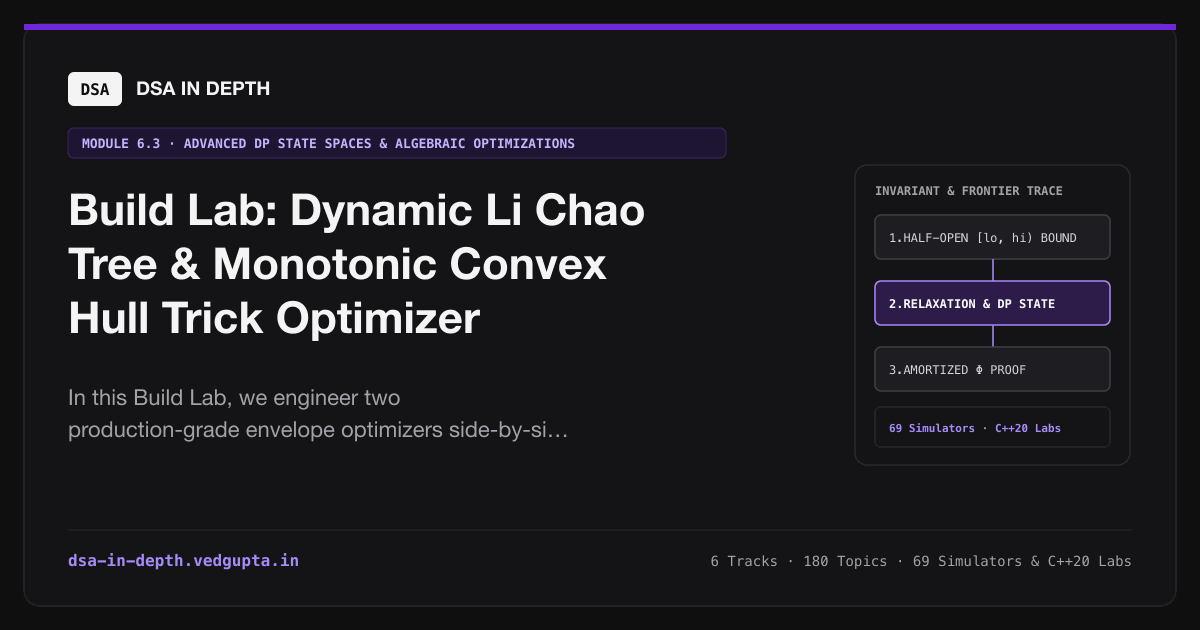 DSA
DSA IN DEPTH
MODULE 6.3 · ADVANCED DP STATE SPACES & ALGEBRAIC OPTIMIZATIONS
Build Lab: Dynamic Li Chao
Tree & Monotonic Convex
Hull Trick Optimizer
In this Build Lab, we engineer two
production-grade envelope optimizers side-by-si...
INVARIANT & FRONTIER TRACE
1.HALF-OPEN [lo, hi) BOUND
2.RELAXATION & DP STATE
3.AMORTIZED Φ PROOF
69 Simulators · C++20 Labs
dsa-in-depth.vedgupta.in
6 Tracks · 180 Topics · 69 Simulators & C++20 Labs